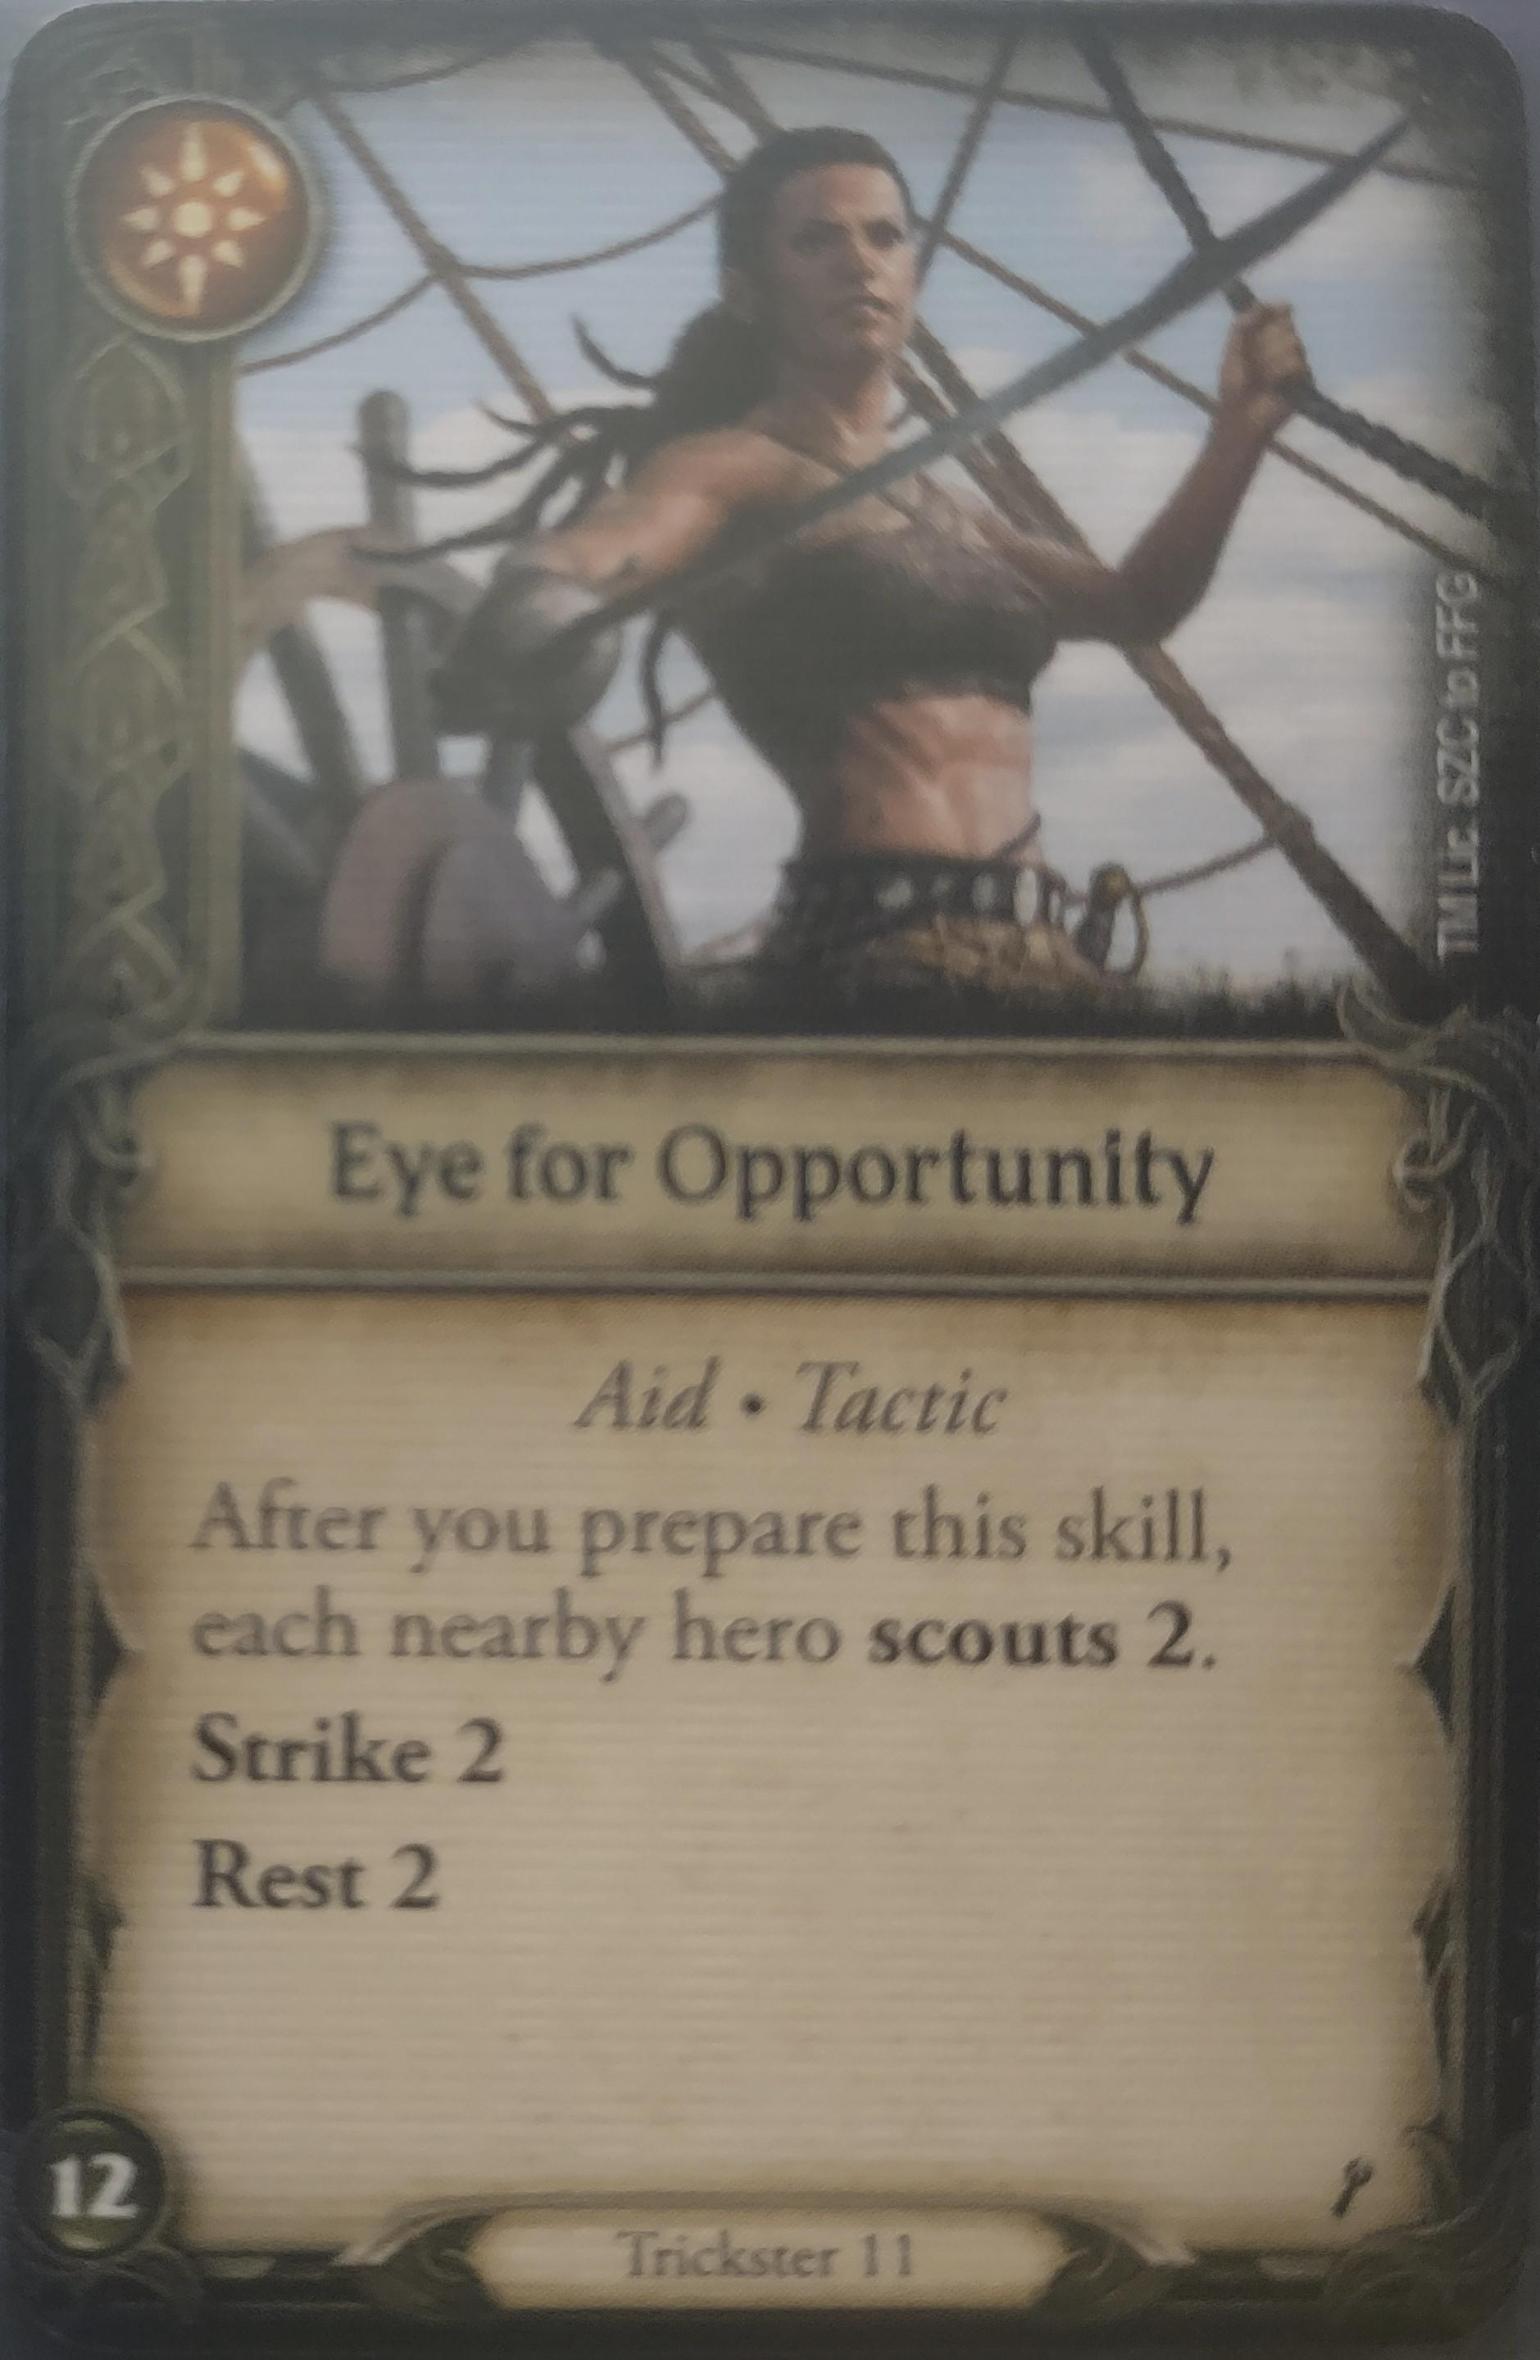 TM Lic. SZC to FFG
Eye for Opportunity
Aid • Tactic
After you prepare this skill,
each nearby hero scouts 2.
Strike 2
Rest 2
12
Trickster 11